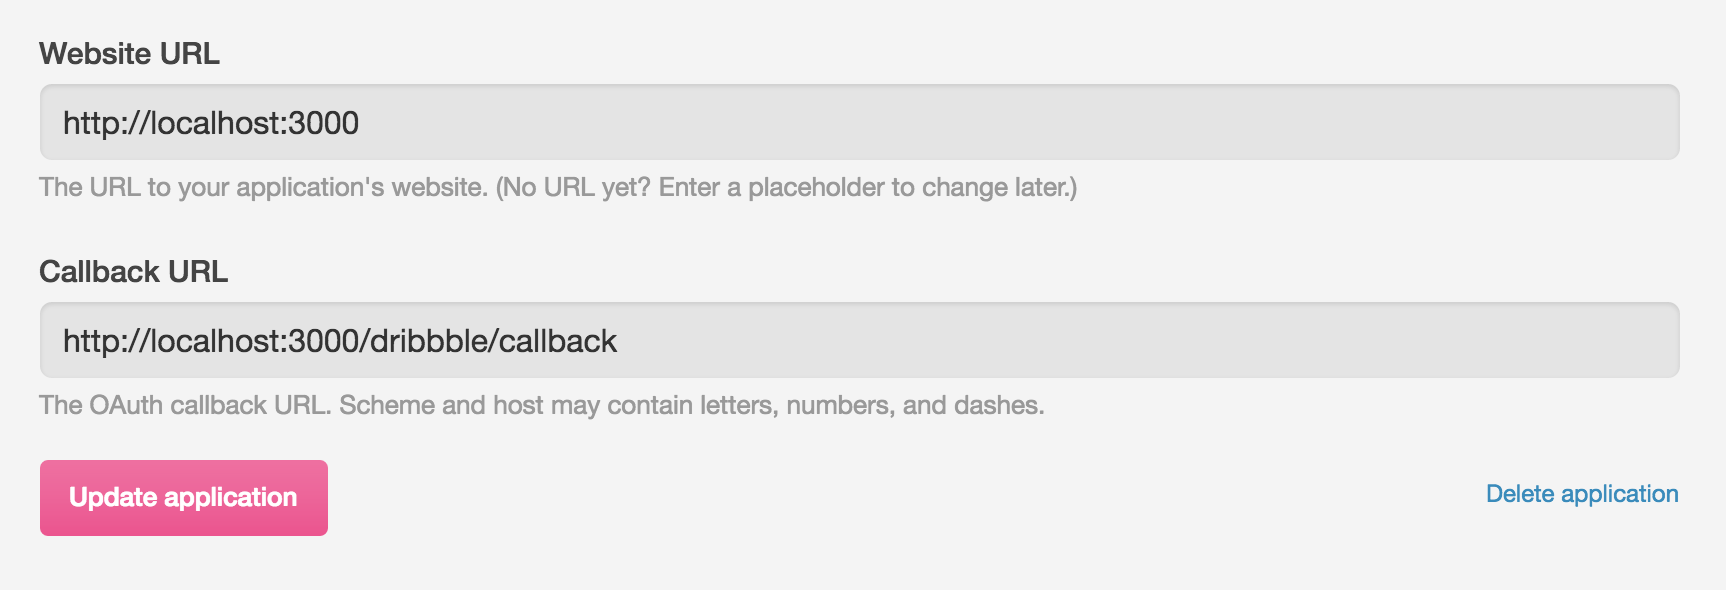 Website URL
http://localhost:3000
The URL to your application's website. (No URL yet? Enter a placeholder to change later.)
Callback URL
http://localhost:3000/dribbble/callback
The OAuth callback URL. Scheme and host may contain letters, numbers, and dashes.
Update application
Delete application